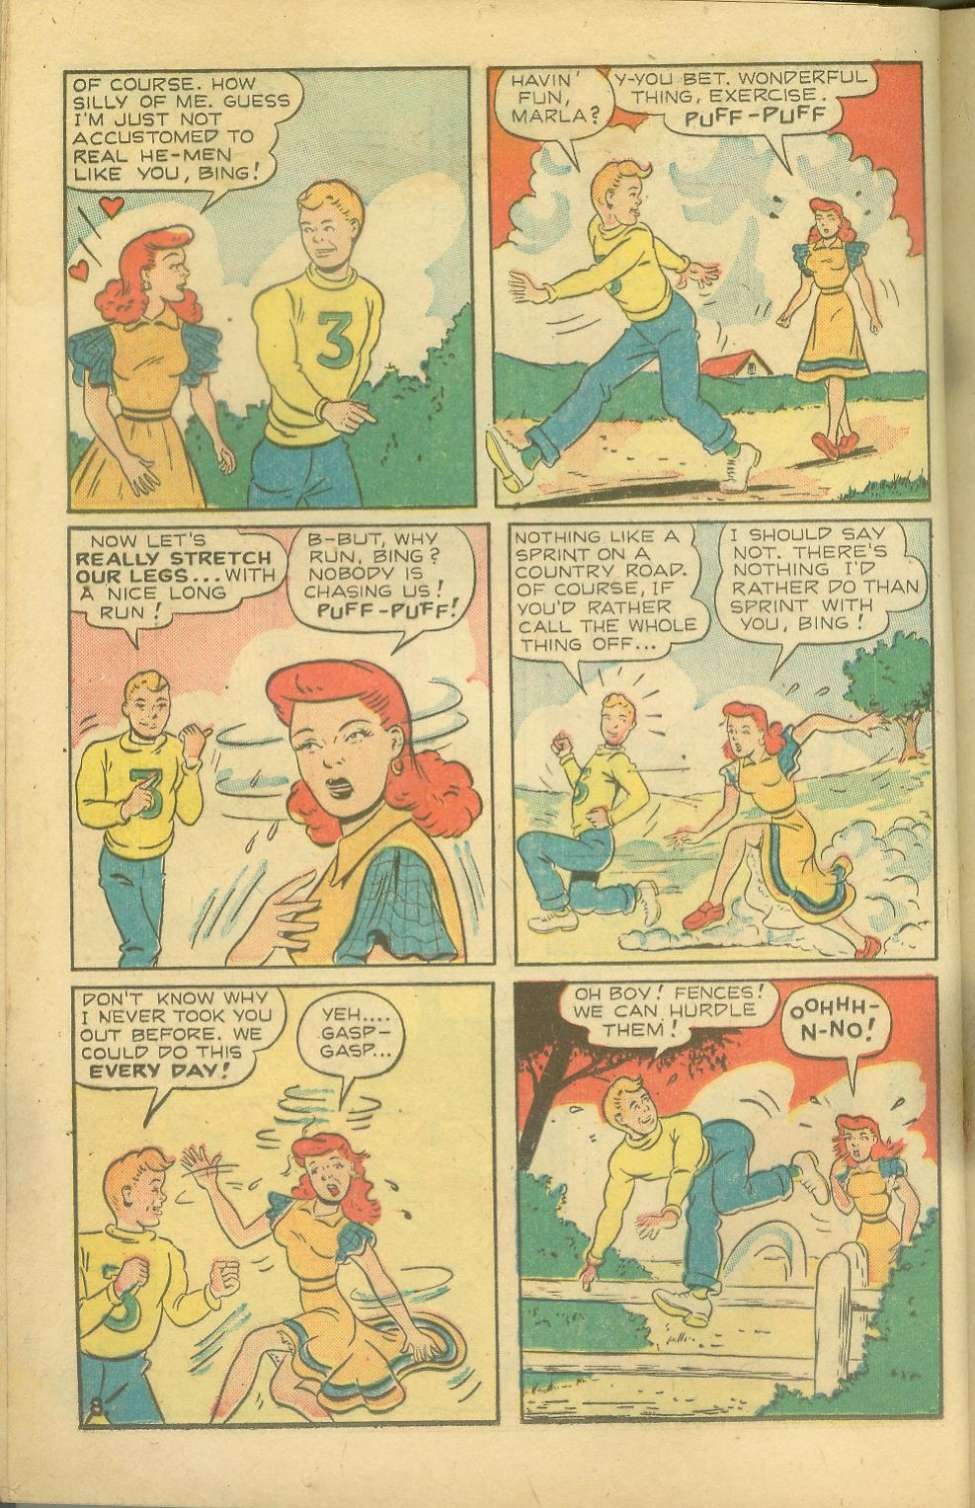 OF COURSE. HOW
SILLY OF ME. GUESS
I'M JUST NOT
ACCUSTOMED TO
REAL HE-MEN
LIKE YOU, BING!
3
HAVIN'
FUN,
MARLA?
Y-YOU BET. WONDERFUL
THING, EXERCISE.
PUFF-PUFF
NOW LET'S
REALLY STRETCH
OUR LEGS... WITH
A NICE LONG
RUN!
3
B-BUT, WHY
RUN, BING?
NOBODY IS
CHASING US!
PUFF-PUFF!
NOTHING LIKE A
SPRINT ON A
COUNTRY ROAD.
OF COURSE, IF
YOU'D RATHER
CALL THE WHOLE
THING OFF...
3
I SHOULD SAY
NOT. THERE'S
NOTHING I'D
RATHER DO THAN
SPRINT WITH
YOU, BING!
DON'T KNOW WHY
I NEVER TOOK YOU
OUT BEFORE. WE
COULD DO THIS
EVERY DAY!
3
YEH....
GASP-
GASP...
8
OH BOY! FENCES!
WE CAN HURDLE
THEM!
OOHHH-
N-NO!